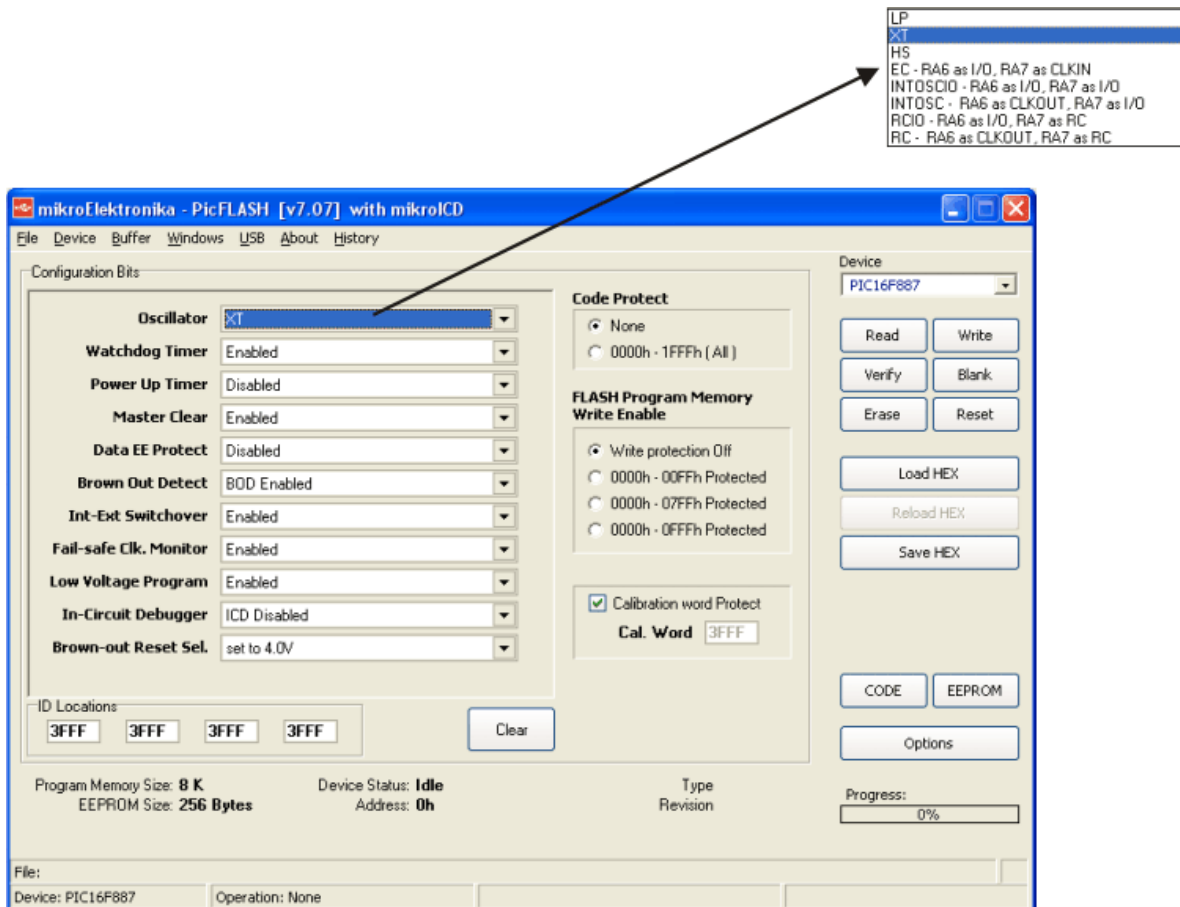 LP
XT
HS
EC - RA6 as I/O, RA7 as CLKIN
INTOSCIO - RA6 as I/O, RA7 as I/O
INTOSC - RA6 as CLKOUT, RA7 as I/O
RCIO - RA6 as I/O, RA7 as RC
RC - RA6 as CLKOUT, RA7 as RC
mikroElektronika - PicFLASH [v7.07] with mikroICD
File Device Buffer Windows USB About History
Configuration Bits
Oscillator XT
Watchdog Timer Enabled
Power Up Timer Disabled
Master Clear Enabled
Data EE Protect Disabled
Brown Out Detect BOD Enabled
Int-Ext Switchover Enabled
Fail-safe Clk. Monitor Enabled
Low Voltage Program Enabled
In-Circuit Debugger ICD Disabled
Brown-out Reset Sel. set to 4.0V
Code Protect
None
0000h - 1FFFh ( All )
FLASH Program Memory
Write Enable
Write protection Off
0000h - 00FFh Protected
0000h - 07FFh Protected
0000h - 0FFFh Protected
Calibration word Protect
Cal. Word 3FFF
Device
PIC16F887
Read Write
Verify Blank
Erase Reset
Load HEX
Reload HEX
Save HEX
CODE EEPROM
Options
ID Locations
3FFF 3FFF 3FFF 3FFF
Clear
Program Memory Size: 8 K Device Status: Idle Type
EEPROM Size: 256 Bytes Address: 0h Revision
Progress:
0%
File:
Device: PIC16F887 Operation: None